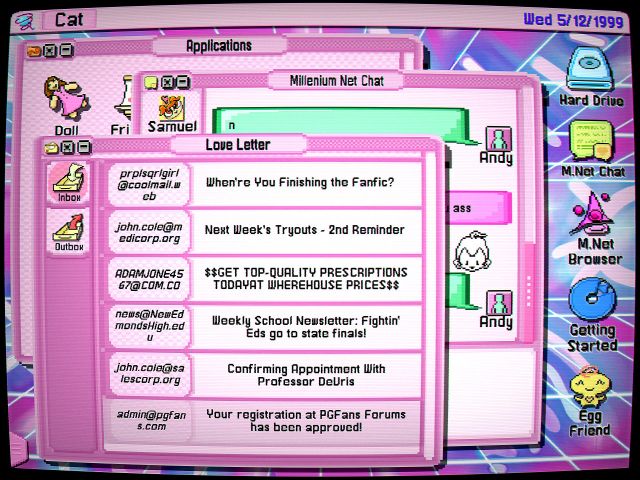 Cat
Wed 5/12/1999
Applications
Doll
Fri
Millenium Net Chat
Samuel
n
Andy
u ass
Andy
Love Letter
Inbox
Outbox
prplsqrlgirl
@coolmail.w
eb
When're You Finishing the Fanfic?
john.cole@m
edicorp.org
Next Week's Tryouts - 2nd Reminder
ADAMJONE45
67@COM.CO
$$GET TOP-QUALITY PRESCRIPTIONS
TODAYAT WHEREHOUSE PRICES$$
news@NewEd
mondsHigh.ed
u
Weekly School Newsletter: Fightin'
Eds go to state finals!
john.cole@sa
lescorp.org
Confirming Appointment With
Professor DeUris
admin@pgfan
s.com
Your registration at PGFans Forums
has been approved!
Hard Drive
M.Net Chat
M.Net
Browser
Getting
Started
Egg
Friend